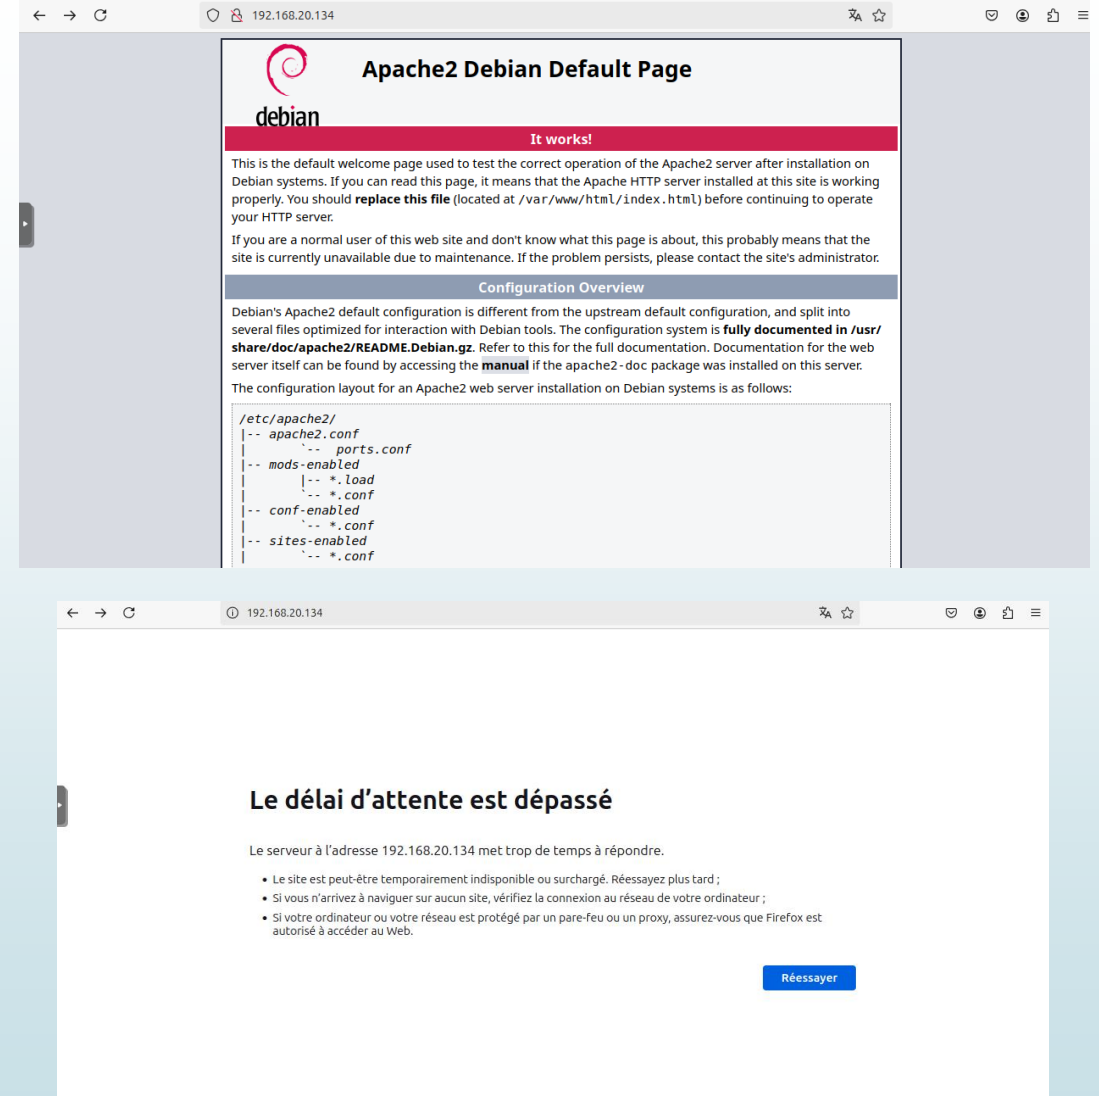 192.168.20.134
Apache2 Debian Default Page
debian
It works!
This is the default welcome page used to test the correct operation of the Apache2 server after installation on
Debian systems. If you can read this page, it means that the Apache HTTP server installed at this site is working
properly. You should replace this file (located at /var/www/html/index.html) before continuing to operate
your HTTP server.
If you are a normal user of this web site and don't know what this page is about, this probably means that the
site is currently unavailable due to maintenance. If the problem persists, please contact the site's administrator.
Configuration Overview
Debian's Apache2 default configuration is different from the upstream default configuration, and split into
several files optimized for interaction with Debian tools. The configuration system is fully documented in /usr/
share/doc/apache2/README.Debian.gz. Refer to this for the full documentation. Documentation for the web
server itself can be found by accessing the manual if the apache2-doc package was installed on this server.
The configuration layout for an Apache2 web server installation on Debian systems is as follows:
/etc/apache2/
|-- apache2.conf
|       `--  ports.conf
|-- mods-enabled
|       |-- *.load
|       `-- *.conf
|-- conf-enabled
|       `-- *.conf
|-- sites-enabled
|       `-- *.conf
192.168.20.134
Le délai d’attente est dépassé
Le serveur à l’adresse 192.168.20.134 met trop de temps à répondre.
• Le site est peut-être temporairement indisponible ou surchargé. Réessayez plus tard ;
• Si vous n’arrivez à naviguer sur aucun site, vérifiez la connexion au réseau de votre ordinateur ;
• Si votre ordinateur ou votre réseau est protégé par un pare-feu ou un proxy, assurez-vous que Firefox est
autorisé à accéder au Web.
Réessayer